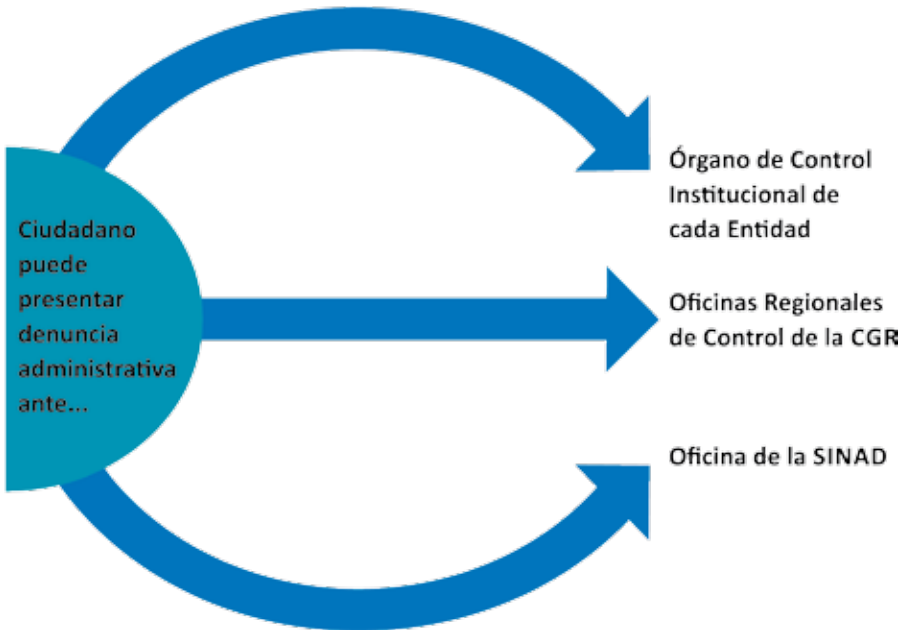 Ciudadano
puede
presentar
denuncia
administrativa
ante...
Órgano de Control
Institucional de
cada Entidad
Oficinas Regionales
de Control de la CGR
Oficina de la SINAD